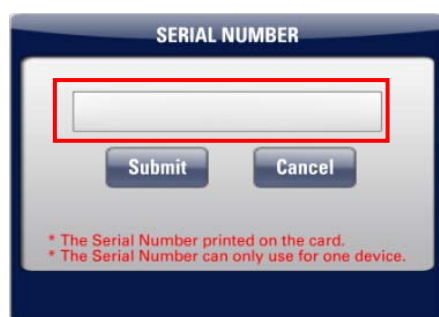 SERIAL NUMBER
Submit Cancel
* The Serial Number printed on the card.
* The Serial Number can only use for one device.